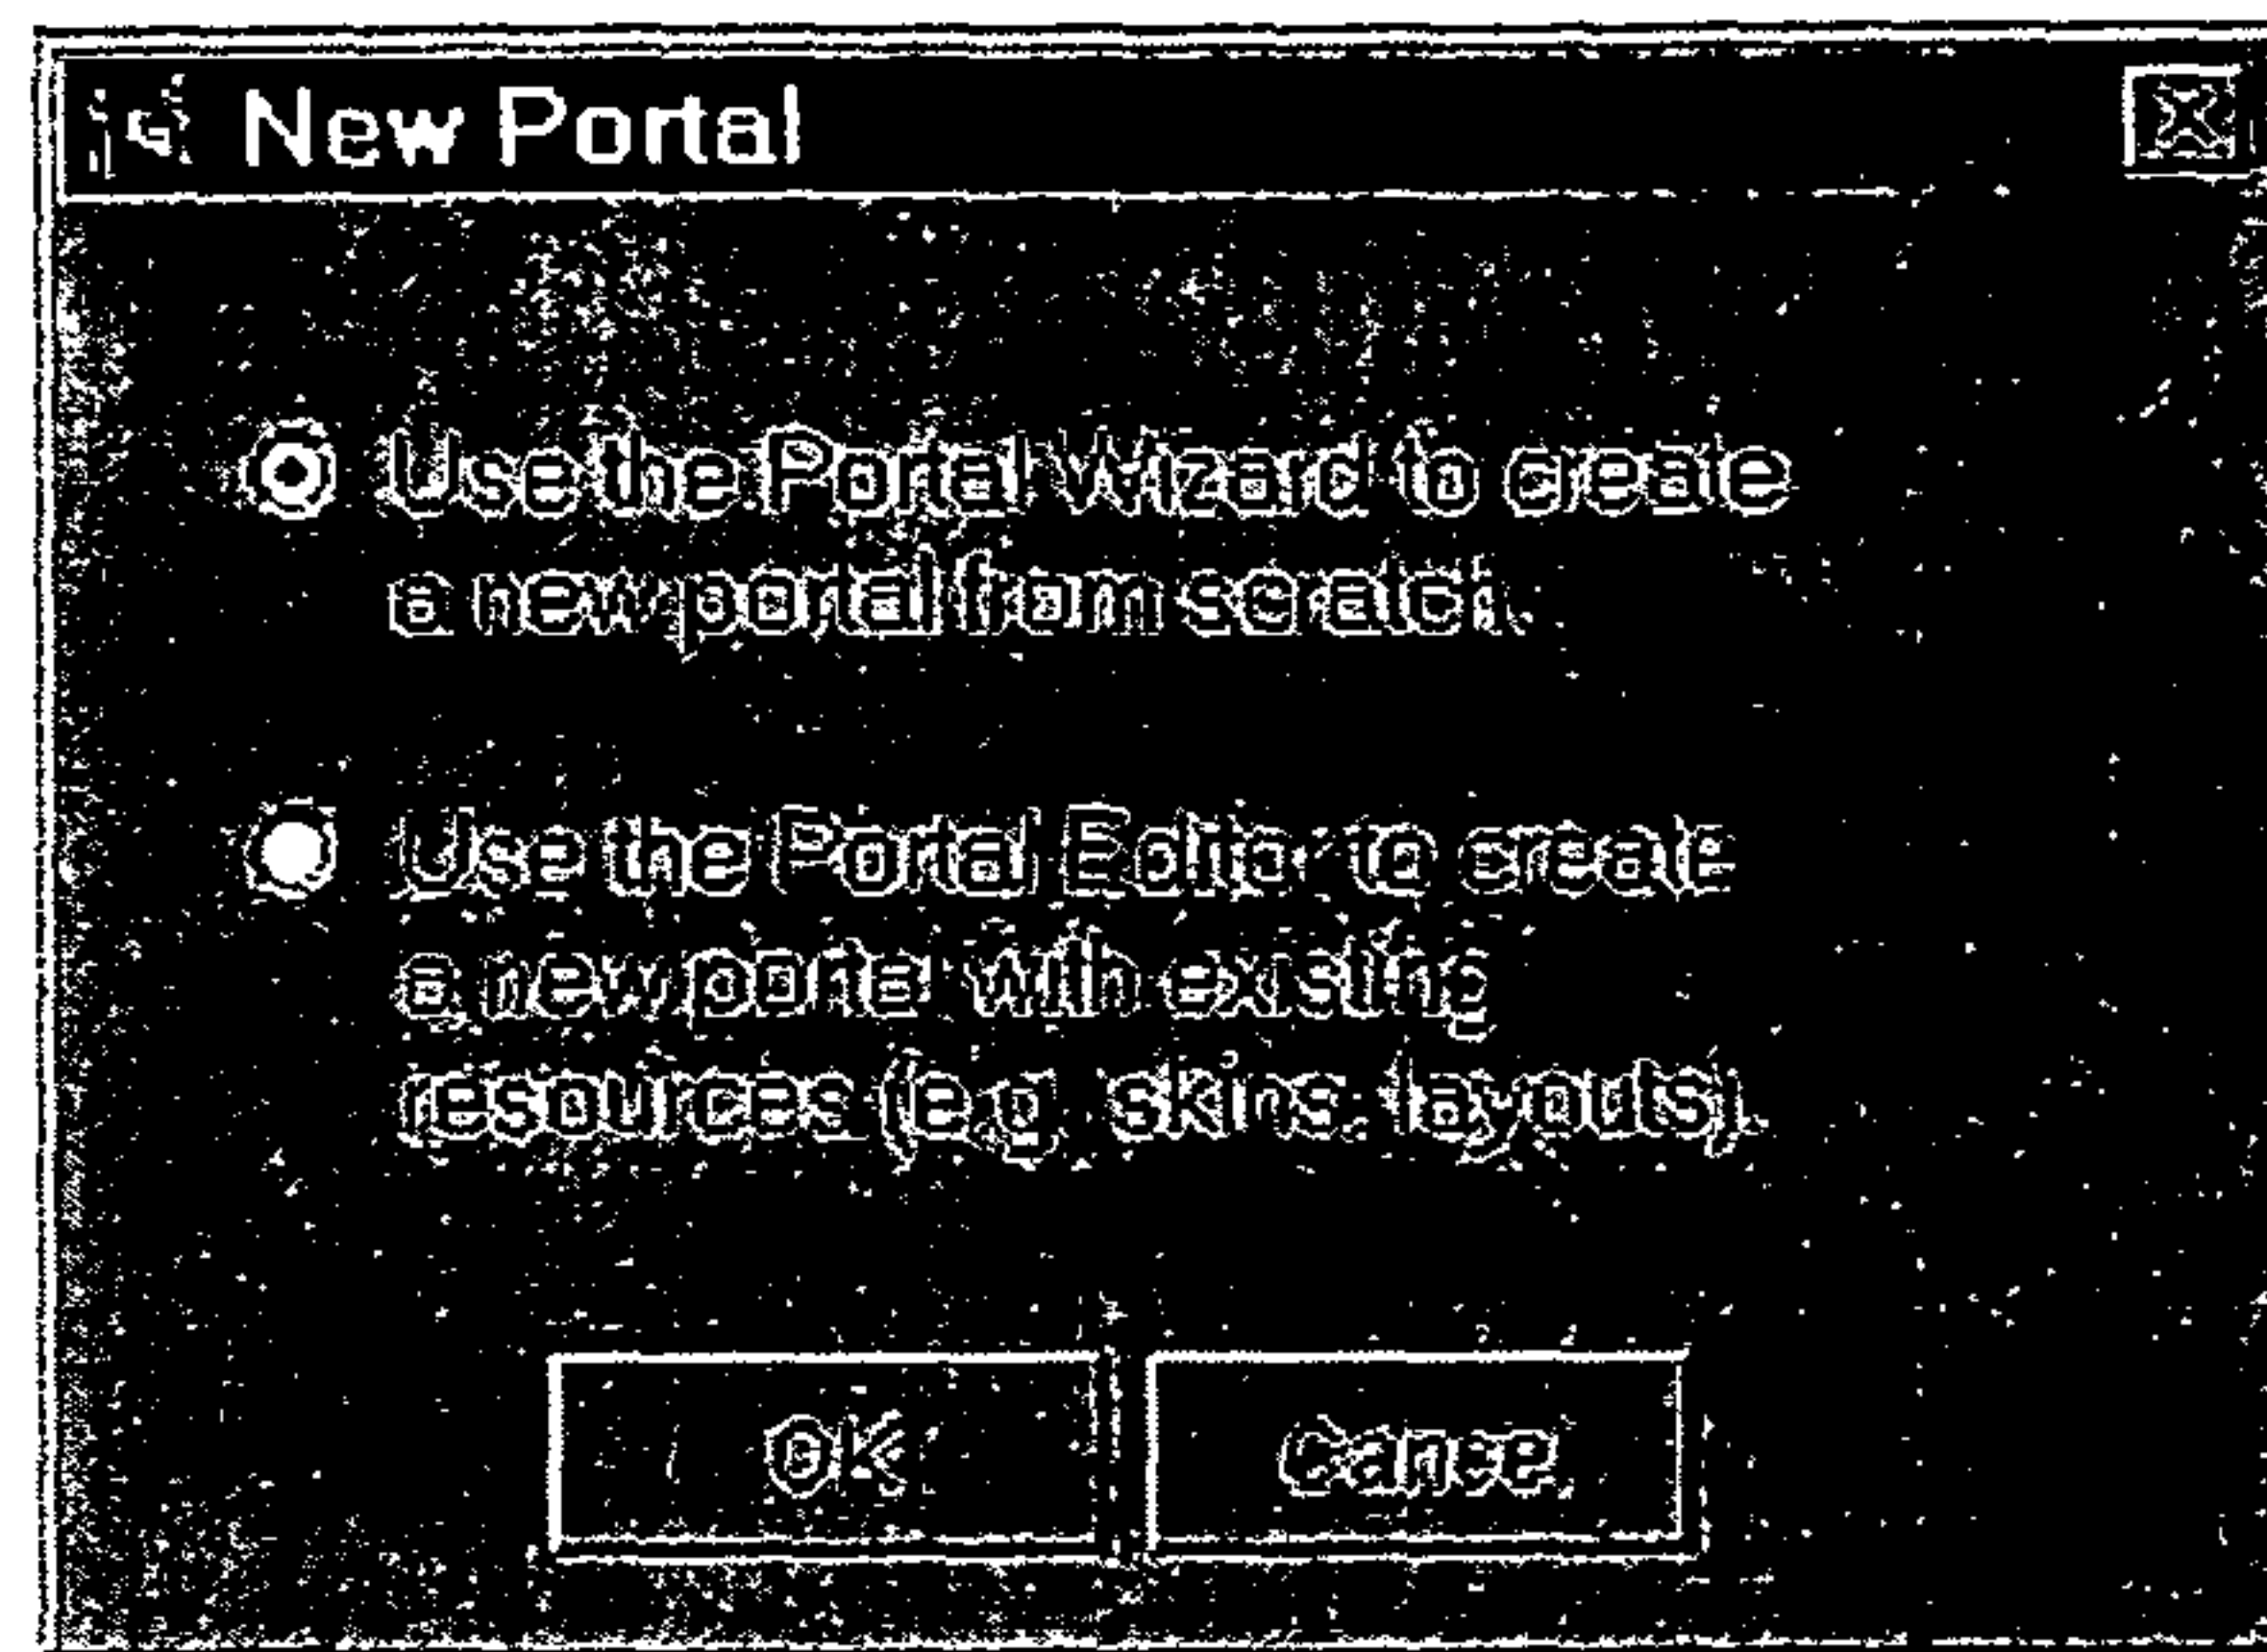 New Portal
Use the Portal Wizard to create
a new portal from scratch.
Use the Portal Editor to create
a new portal with existing
resources (e.g. skins, layouts).
OK
Cancel